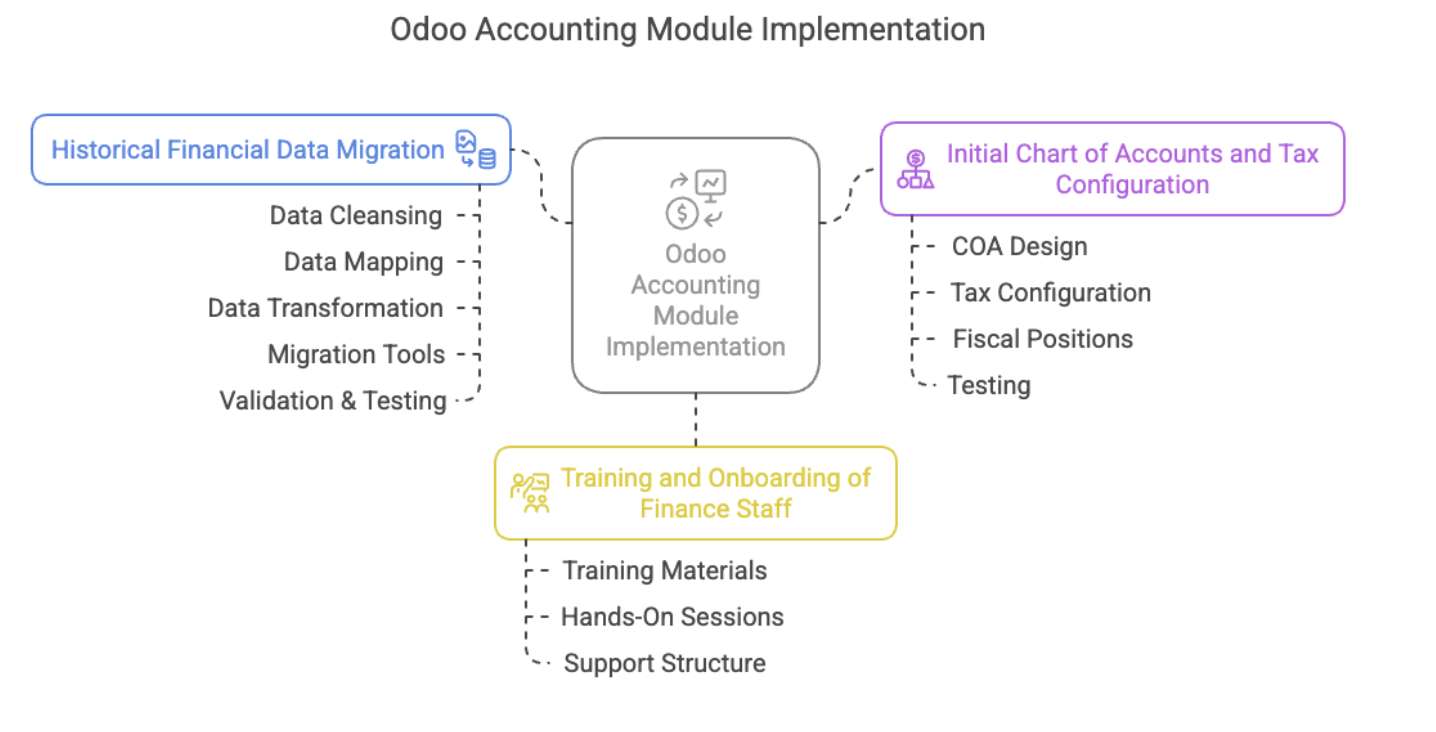 Odoo Accounting Module Implementation
Historical Financial Data Migration
Data Cleansing
Data Mapping
Data Transformation
Migration Tools
Validation & Testing
Odoo
Accounting
Module
Implementation
Initial Chart of Accounts and Tax
Configuration
COA Design
Tax Configuration
Fiscal Positions
Testing
Training and Onboarding of
Finance Staff
Training Materials
Hands-On Sessions
Support Structure